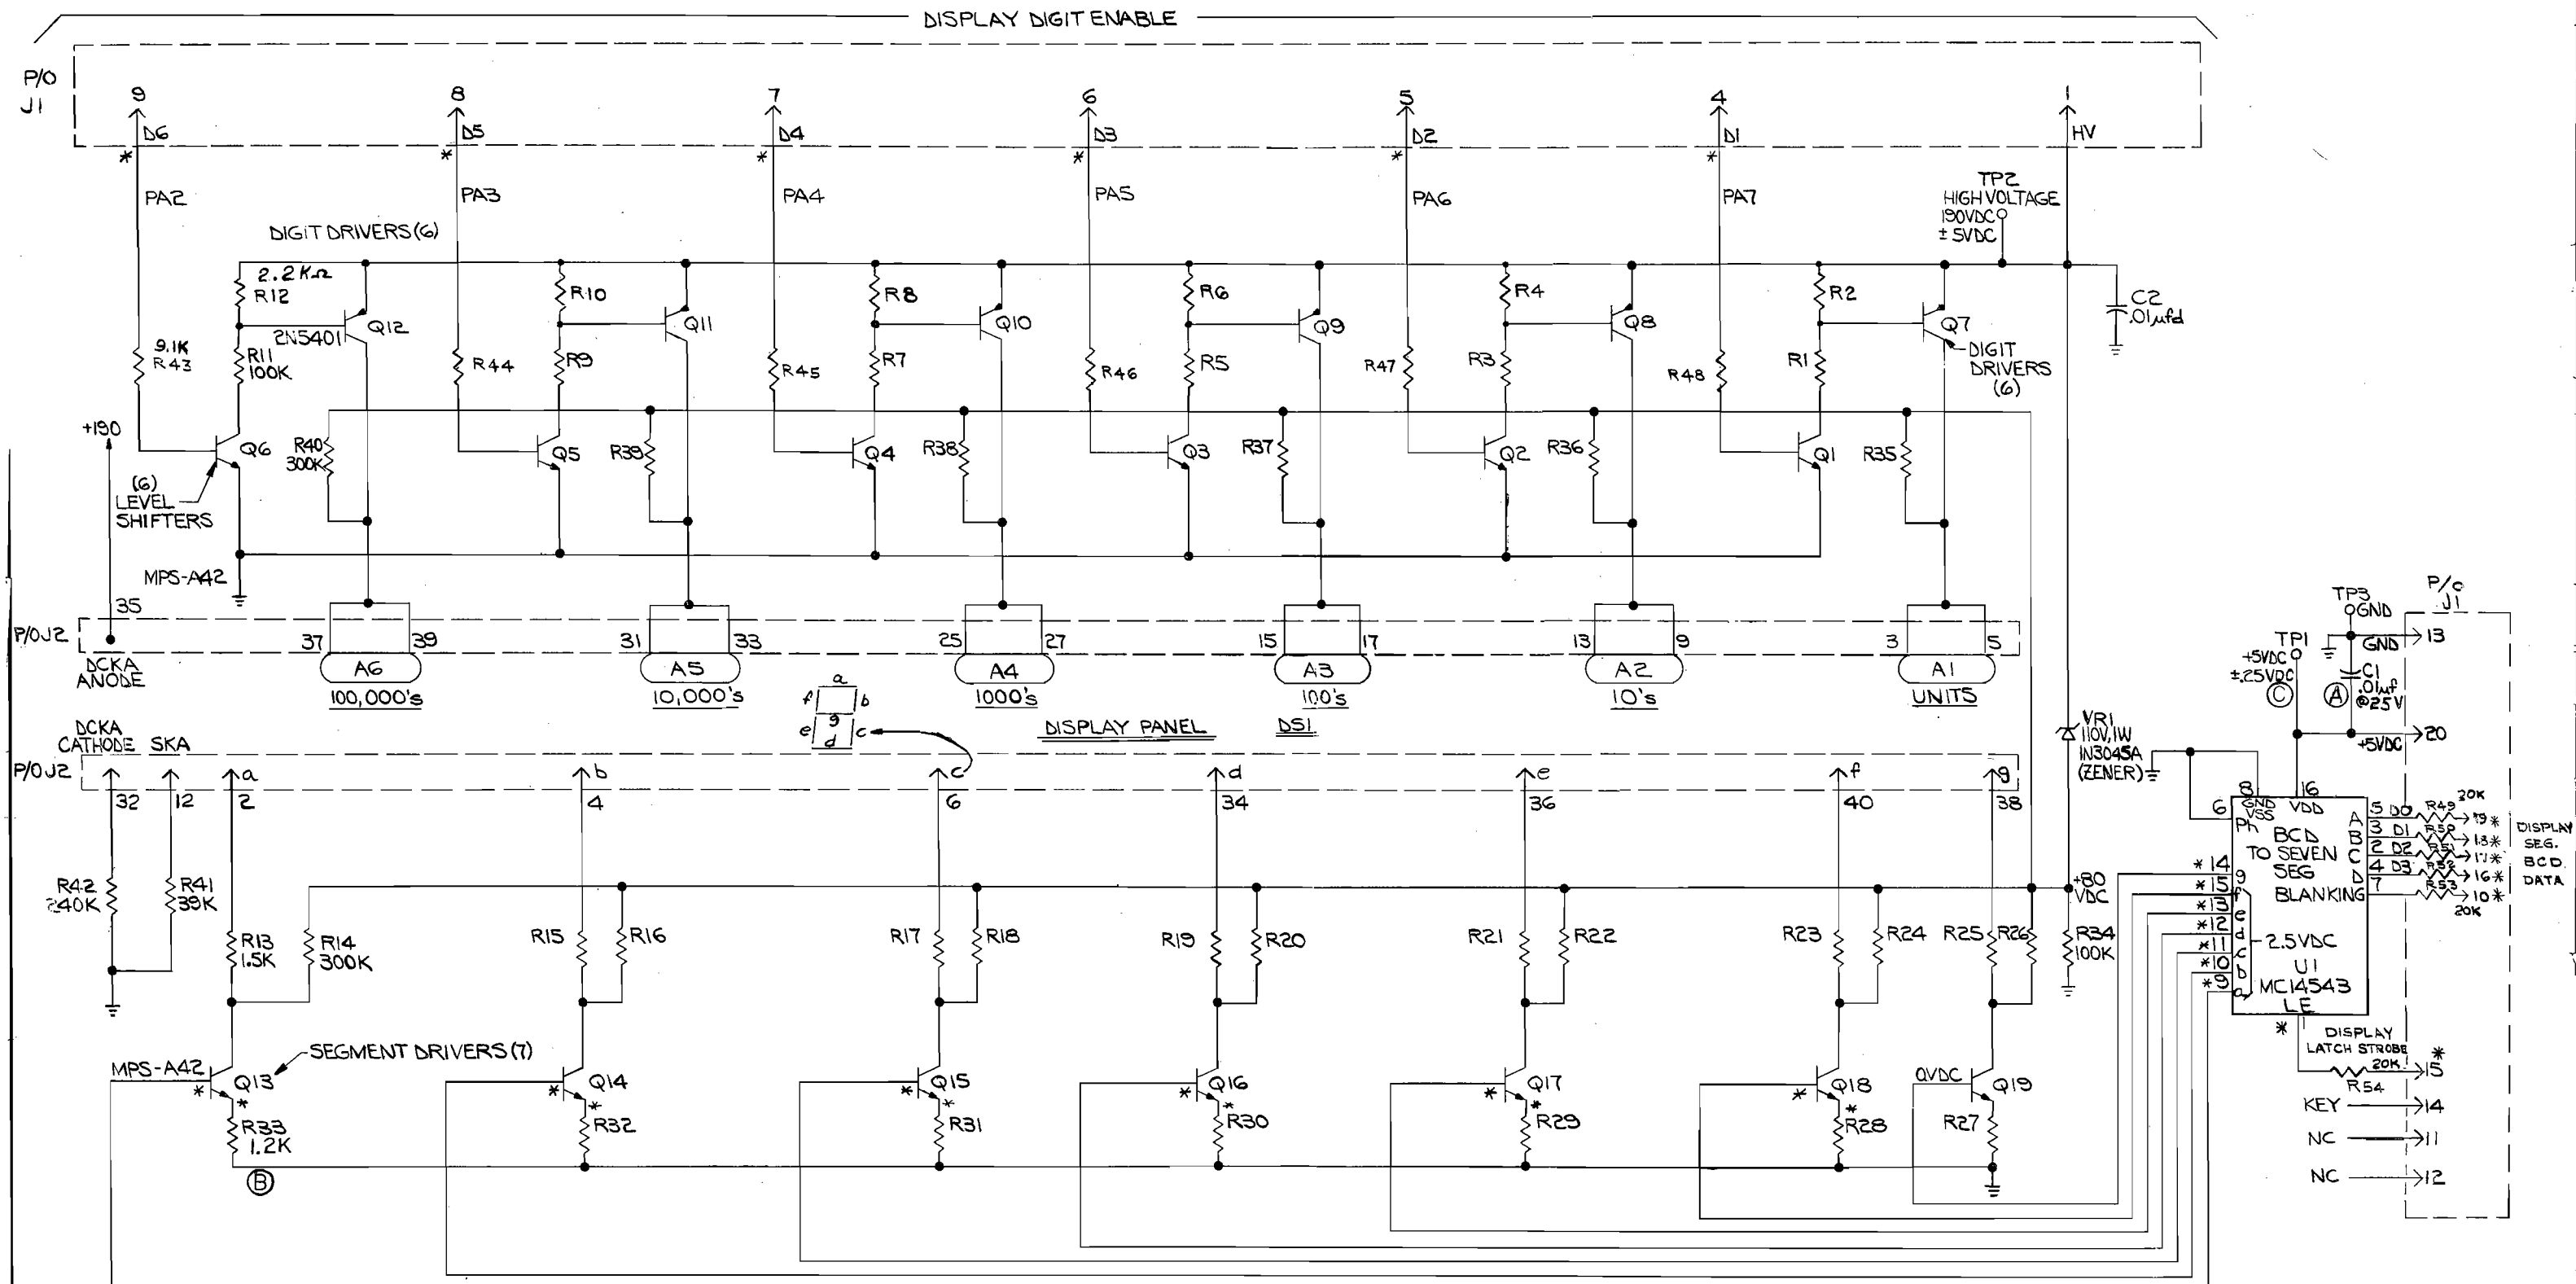 DISPLAY DIGIT ENABLE
P/O
J1
9
8
7
6
5
4
1
D6
D5
D4
D3
D2
D1
HV
*
*
*
*
*
*
PA2
PA3
PA4
PA5
PA6
PA7
TP2
HIGH VOLTAGE
190VDC
± 5VDC
DIGIT DRIVERS (6)
2.2KΩ
R12
R10
R8
R6
R4
R2
C2
.01µfd
2N5401
Q12
Q11
Q10
Q9
Q8
Q7
9.1K
R43
R11
100K
R44
R9
R45
R7
R46
R5
R47
R3
R48
R1
DIGIT
DRIVERS
(6)
+190
Q6
R40
300K
Q5
R39
Q4
R38
Q3
R37
Q2
R36
Q1
R35
(6)
LEVEL
SHIFTERS
MPS-A42
35
P/OJ2
37
39
31
33
25
27
15
17
13
9
3
5
DCKA
ANODE
A6
A5
A4
A3
A2
A1
100,000's
10,000's
1000's
100's
10's
UNITS
a
f
b
g
e
c
d
DISPLAY PANEL
DS1
TP3
GND
P/O
J1
13
GND
TP1
+5VDC
±.25VDC
C
A
C1
.01µf
@25V
+5VDC
20
VR1
110V, 1W
IN3045A
(ZENER)
DCKA
CATHODE
SKA
P/OJ2
a
b
c
d
e
f
g
32
12
2
4
6
34
36
40
38
R42
240K
R41
39K
R13
1.5K
R14
300K
R15
R16
R17
R18
R19
R20
R21
R22
R23
R24
R25
R26
+80
VDC
R34
100K
8
16
6
GND
VSS
VDD
Ph
BCD
TO SEVEN
SEG
BLANKING
A
B
C
D
5
3
2
4
7
D0
D1
D2
D3
20K
R49
R50
R51
R52
R53
20K
19*
18*
17*
16*
10*
DISPLAY
SEG.
BCD
DATA
*14
*15
*13
*12
*11
*10
*9
g
f
e
d
c
b
a
2.5VDC
U1
MC14543
LE
*
1
DISPLAY
LATCH STROBE
20K
R54
*
15
KEY
14
NC
11
NC
12
MPS-A42
SEGMENT DRIVERS (7)
Q13
*
*
R33
1.2K
B
Q14
*
*
R32
Q15
*
*
R31
Q16
*
*
R30
Q17
*
*
R29
Q18
*
*
R28
0VDC
Q19
R27